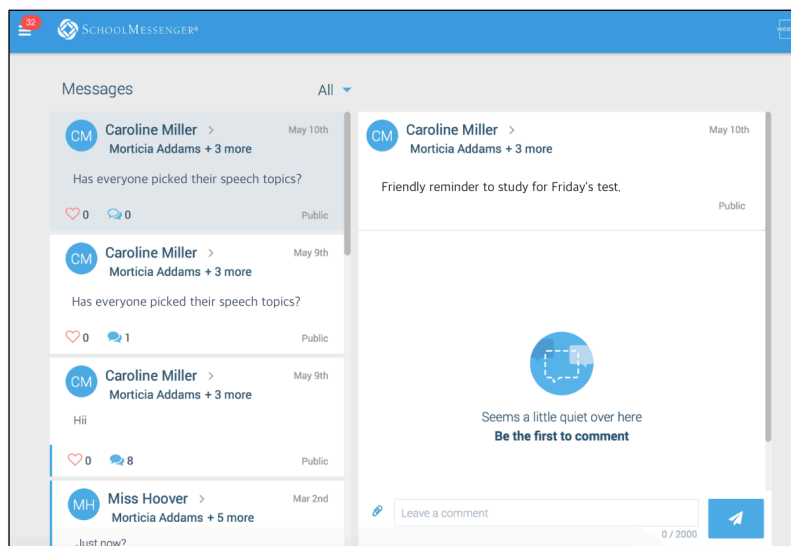 32
SCHOOLMESSENGER®
west
Messages
All
CM
Caroline Miller >
May 10th
Morticia Addams + 3 more
Has everyone picked their speech topics?
0
0
Public
CM
Caroline Miller >
May 9th
Morticia Addams + 3 more
Has everyone picked their speech topics?
0
1
Public
CM
Caroline Miller >
May 9th
Morticia Addams + 3 more
Hii
0
8
Public
MH
Miss Hoover >
Mar 2nd
Morticia Addams + 5 more
Just now?
CM
Caroline Miller >
May 10th
Morticia Addams + 3 more
Friendly reminder to study for Friday's test.
Public
Seems a little quiet over here
Be the first to comment
Leave a comment
0 / 2000